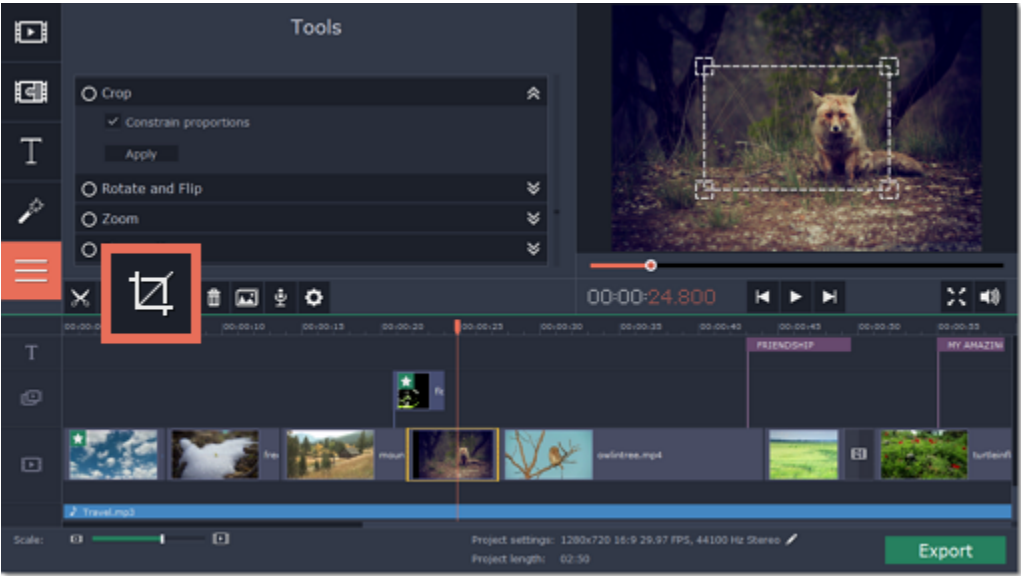 Tools
Crop
Constrain proportions
Apply
Rotate and Flip
Zoom
00:00:24.800
00:00:10
00:00:15
00:00:20
00:00:25
00:00:30
00:00:35
00:00:40
00:00:45
00:00:50
00:00:55
T
FRIENDSHIP
MY AMAZIN
owlintree.mp4
Travel.mp3
Scale:
Project settings: 1280x720 16:9 29.97 FPS, 44100 Hz Stereo
Project length: 02:50
Export